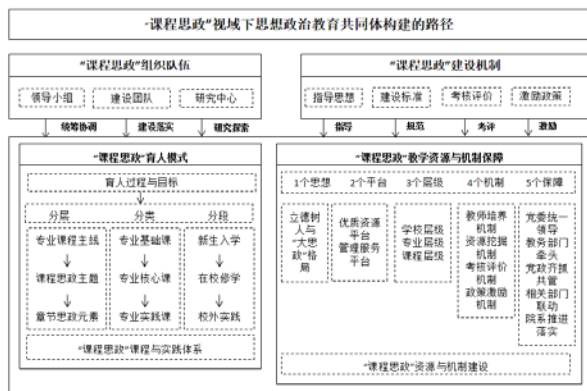 “课程思政”视域下思想政治教育共同体构建的路径
“课程思政”组织队伍
领导小组 建设团队 研究中心
统筹协调 建设落实 研究探索
“课程思政”建设机制
指导思想 建设标准 考核评价 激励政策
指导 规范 考评 激励
“课程思政”育人模式
育人过程与目标
分层 分类 分段
专业课程主线 专业基础课 新生入学
课程思政主题 专业核心课 在校修学
章节思政元素 专业实践课 校外实践
“课程思政”课程与实践体系
“课程思政”教学资源与机制保障
1个思想 2个平台 3个层级 4个机制 5个保障
立德树
人与
“大思
政”格
局
优质资源
平台
管理服务
平台
学校层级
专业层级
课程层级
教师培养
机制
资源挖掘
机制
考核评价
机制
政策激励
机制
党委统一
领导
教务部门
牵头
党政齐抓
共管
相关部门
联动
院系推进
落实
“课程思政”资源与机制建设